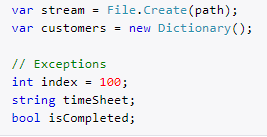 var stream = File.Create(path);
var customers = new Dictionary();
// Exceptions
int index = 100;
string timeSheet;
bool isCompleted;